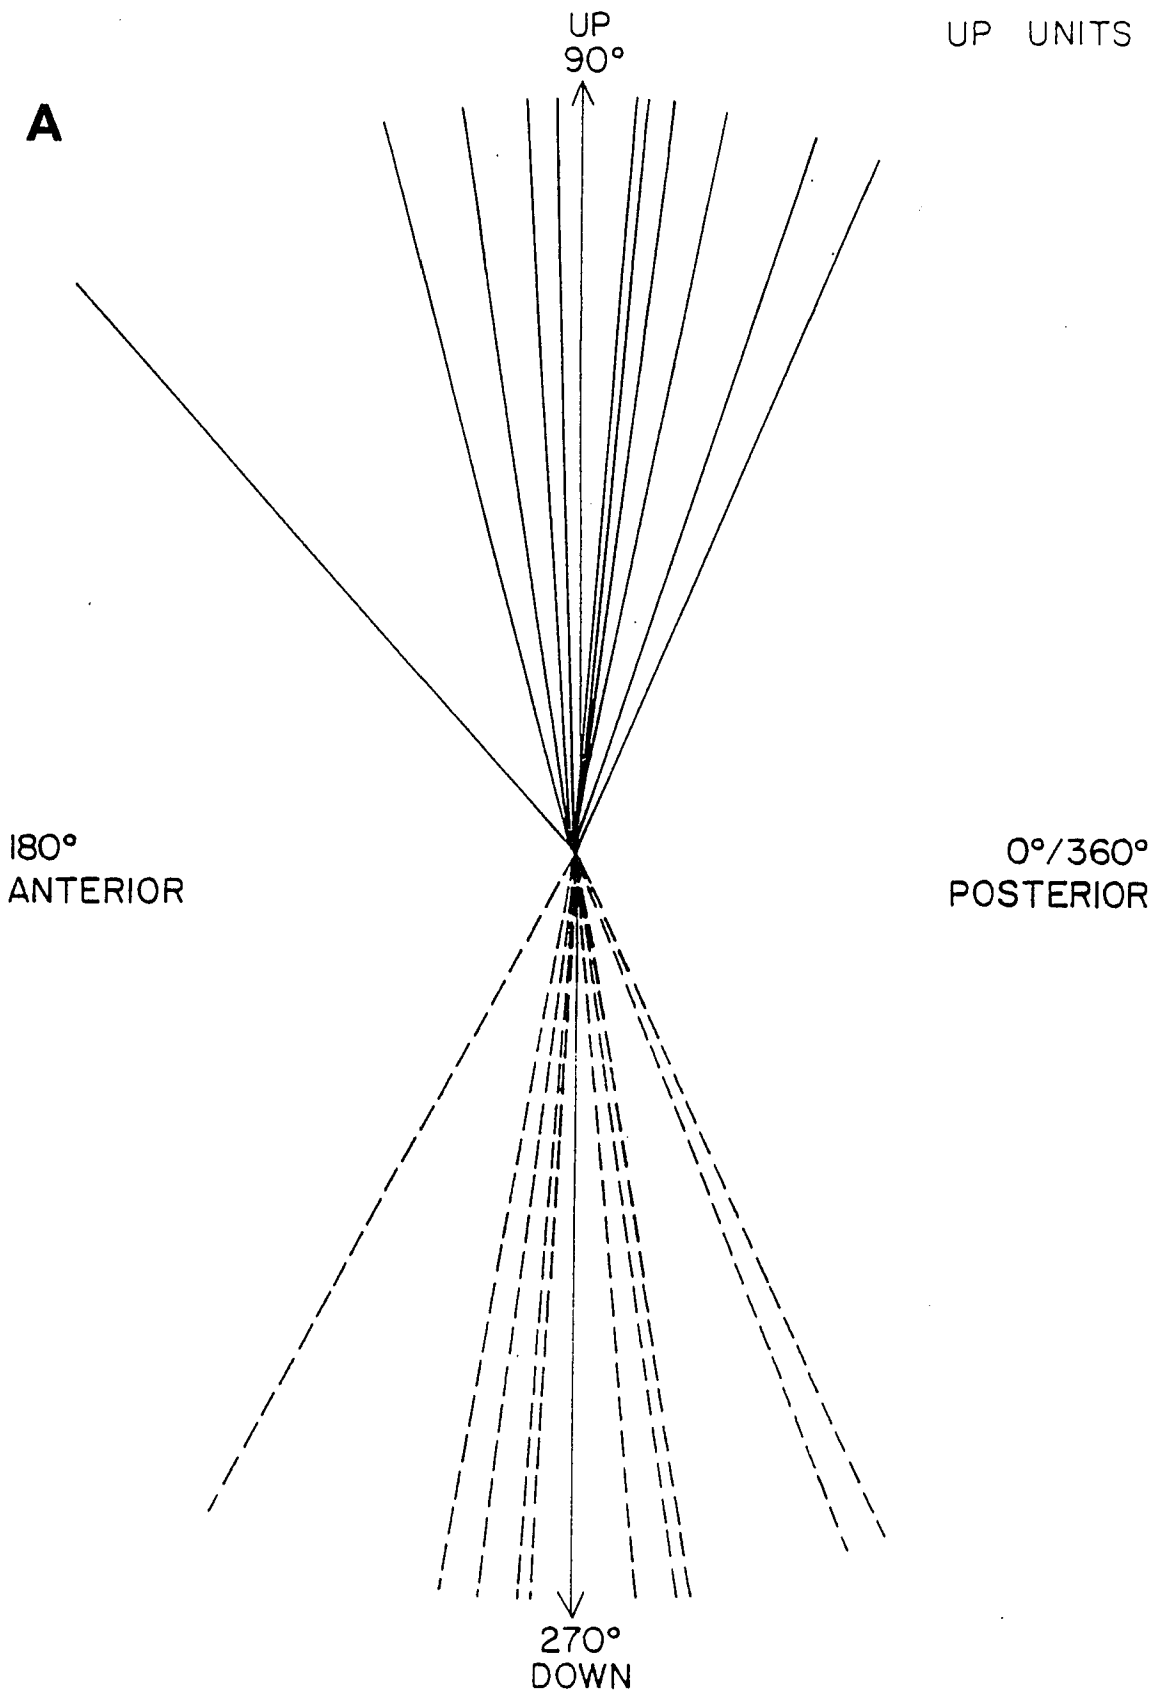 UP
90°
UP UNITS
A
180°
ANTERIOR
0°/360°
POSTERIOR
270°
DOWN